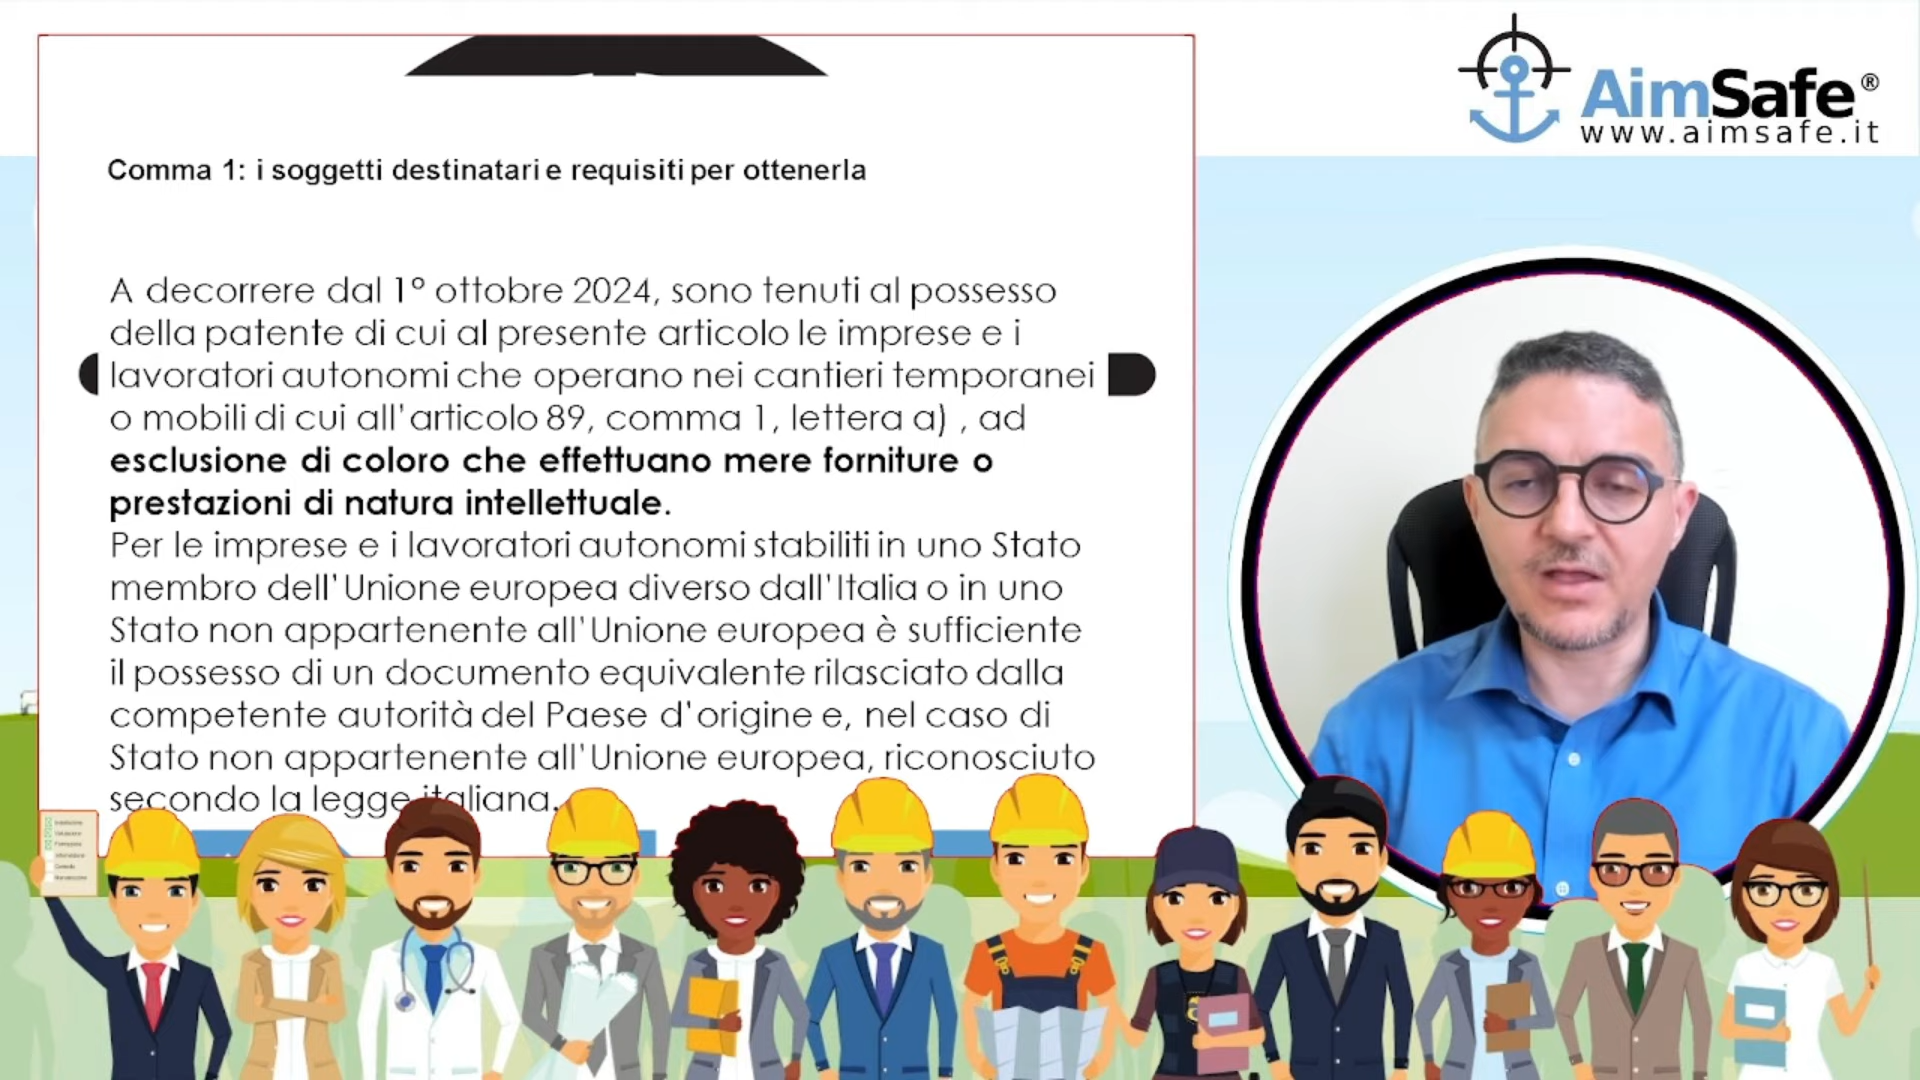 AimSafe®
www.aimsafe.it
Comma 1: i soggetti destinatari e requisiti per ottenerla
A decorrere dal 1° ottobre 2024, sono tenuti al possesso
della patente di cui al presente articolo le imprese e i
lavoratori autonomi che operano nei cantieri temporanei
o mobili di cui all'articolo 89, comma 1, lettera a) , ad
esclusione di coloro che effettuano mere forniture o
prestazioni di natura intellettuale.
Per le imprese e i lavoratori autonomi stabiliti in uno Stato
membro dell'Unione europea diverso dall'Italia o in uno
Stato non appartenente all'Unione europea è sufficiente
il possesso di un documento equivalente rilasciato dalla
competente autorità del Paese d'origine e, nel caso di
Stato non appartenente all'Unione europea, riconosciuto
secondo la legge italiana.